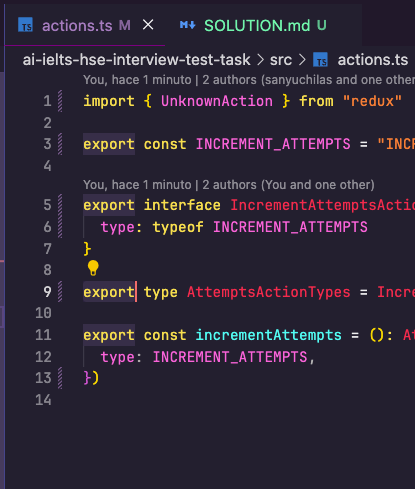 TS actions.ts M × SOLUTION.md U
ai-ielts-hse-interview-test-task > src > TS actions.ts
You, hace 1 minuto | 2 authors (sanyuchilas and one other
1 import { UnknownAction } from "redux"
2
3 export const INCREMENT_ATTEMPTS = "INC
4
You, hace 1 minuto | 2 authors (You and one other)
5 export interface IncrementAttemptsActi
6 type: typeof INCREMENT_ATTEMPTS
7 }
8
9 export type AttemptsActionTypes = Incre
10
11 export const incrementAttempts = (): At
12 type: INCREMENT_ATTEMPTS,
13 })
14